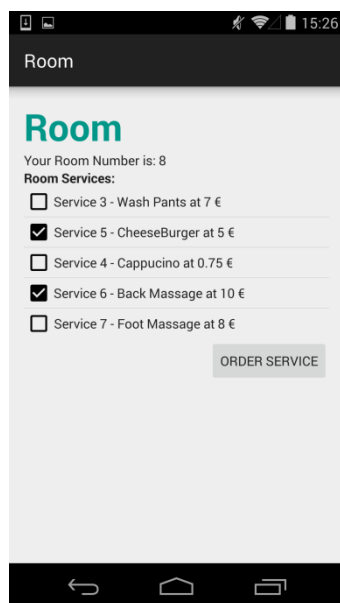 15:26
Room
Room
Your Room Number is: 8
Room Services:
Service 3 - Wash Pants at 7 €
Service 5 - CheeseBurger at 5 €
Service 4 - Cappucino at 0.75 €
Service 6 - Back Massage at 10 €
Service 7 - Foot Massage at 8 €
ORDER SERVICE